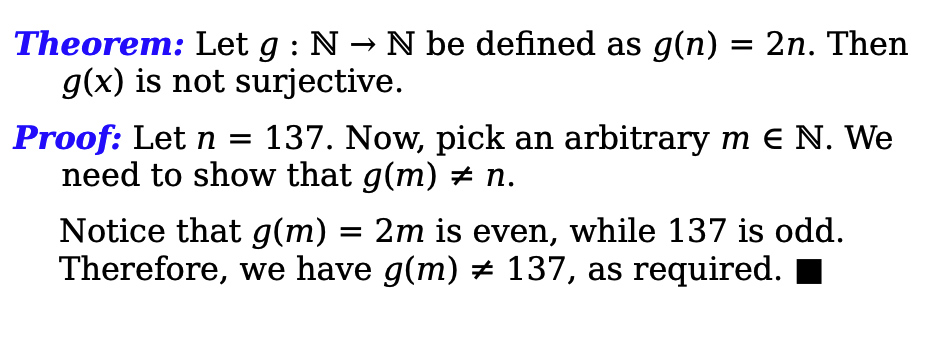 Theorem: Let g : ℕ → ℕ be defined as g(n) = 2n. Then
g(x) is not surjective.
Proof: Let n = 137. Now, pick an arbitrary m ∈ ℕ. We
need to show that g(m) ≠ n.
Notice that g(m) = 2m is even, while 137 is odd.
Therefore, we have g(m) ≠ 137, as required. ■